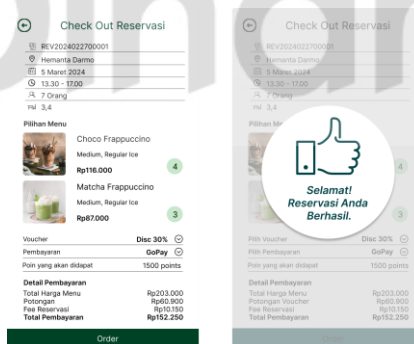 Check Out Reservasi
REV2024022700001
Hemanta Darmo
5 Maret 2024
13.30 - 17.00
7 Orang
3,4
Pilihan Menu
Choco Frappuccino
Medium, Regular Ice
Rp116.000
4
Matcha Frappuccino
Medium, Regular Ice
Rp87.000
3
Voucher Disc 30%
Pembayaran GoPay
Poin yang akan didapat 1500 points
Detail Pembayaran
Total Harga Menu Rp203.000
Potongan Rp60.900
Fee Reservasi Rp10.150
Total Pembayaran Rp152.250
Order
Check Out Reservasi
REV2024022700001
Hemanta Darmo
5 Maret 2024
13.30 - 17.00
7 Orang
3,4
Pilihan Me
4
Selamat!
Reservasi Anda
Berhasil.
3
Pilih Voucher Disc 30%
Pilih Pembayaran GoPay
Poin yang akan didapat 1500 points
Detail Pembayaran
Total Harga Menu Rp203.000
Potongan Voucher Rp60.900
Fee Reservasi Rp10.150
Total Pembayaran Rp152.250
Order